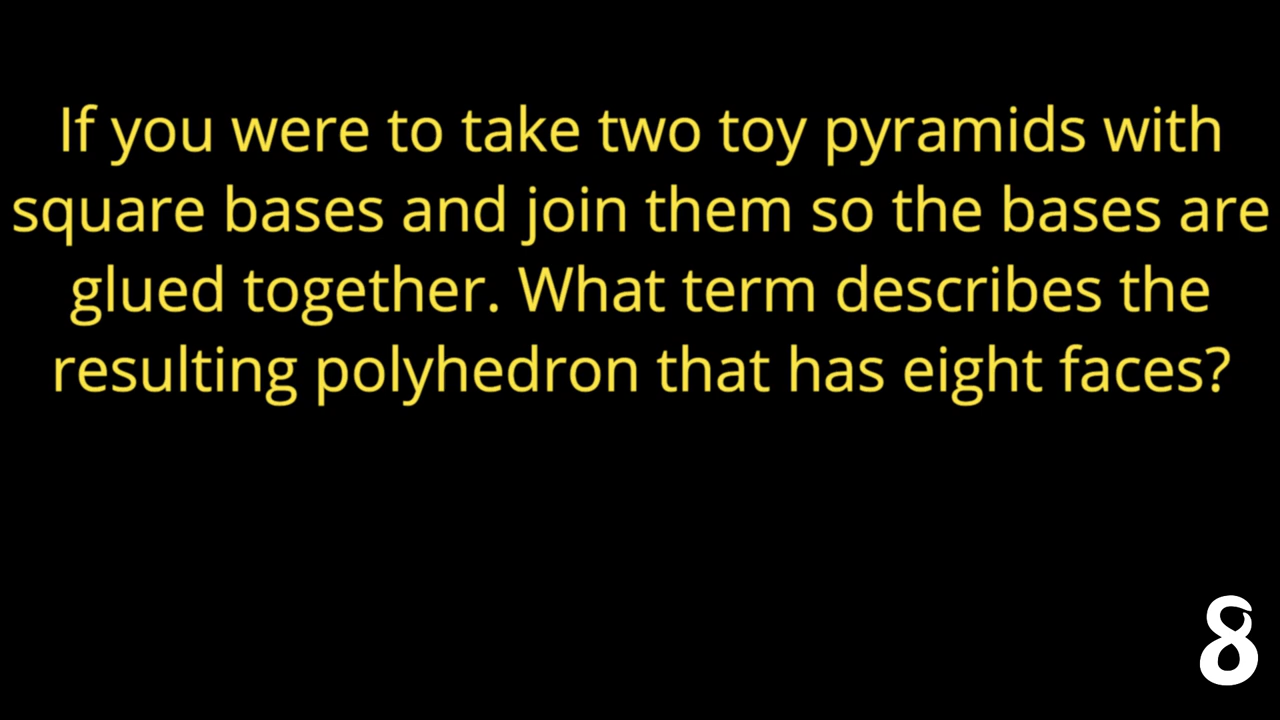 If you were to take two toy pyramids with
square bases and join them so the bases are
glued together. What term describes the
resulting polyhedron that has eight faces?
8